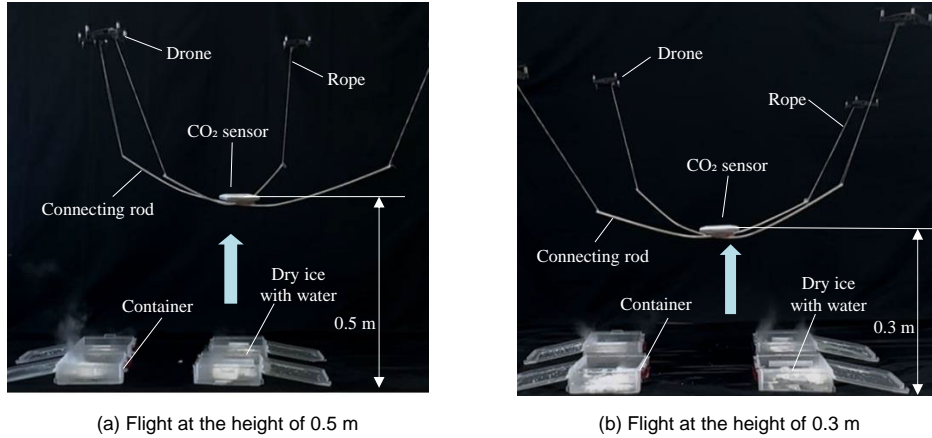 Drone
Rope
CO₂ sensor
Connecting rod
Dry ice
with water
Container
0.5 m
(a) Flight at the height of 0.5 m
Drone
Rope
CO₂ sensor
Connecting rod
Dry ice
with water
Container
0.3 m
(b) Flight at the height of 0.3 m